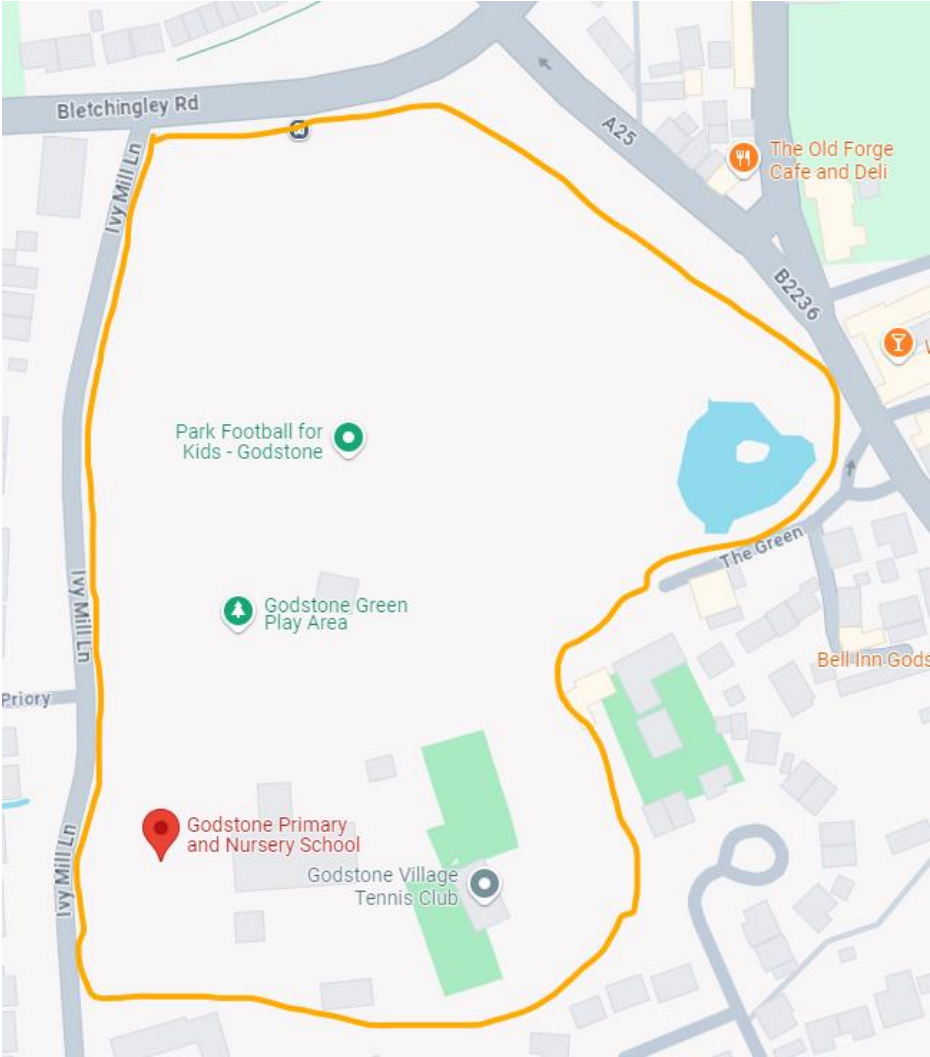 Bletchingley Rd
Ivy Mill Ln
A25
The Old Forge
Cafe and Deli
B2236
Park Football for
Kids - Godstone
The Green
Ivy Mill Ln
Godstone Green
Play Area
Bell Inn Gods
Priory
Godstone Primary
and Nursery School
Ivy Mill Ln
Godstone Village
Tennis Club